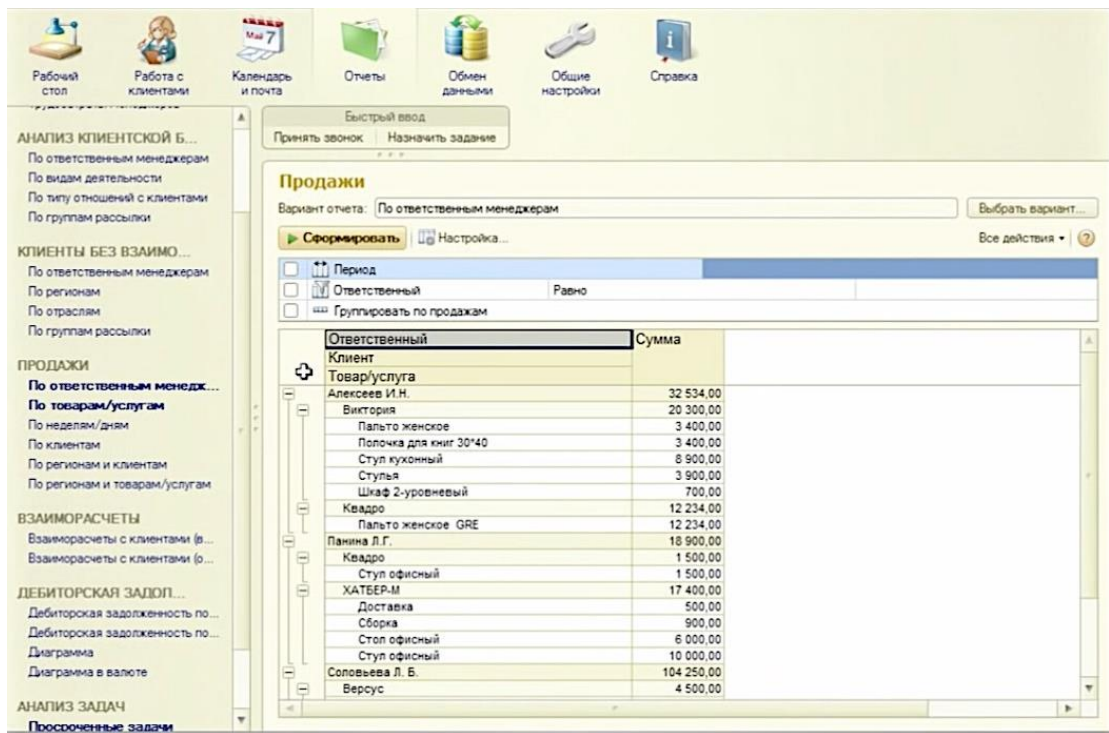 Май 7
Рабочий стол
Работа с клиентами
Календарь и почта
Отчеты
Обмен данными
Общие настройки
Справка
АНАЛИЗ КЛИЕНТСКОЙ Б...
По ответственным менеджерам
По видам деятельности
По типу отношений с клиентами
По группам рассылки
КЛИЕНТЫ БЕЗ ВЗАИМО...
По ответственным менеджерам
По регионам
По отраслям
По группам рассылки
ПРОДАЖИ
По ответственным менедж...
По товарам/услугам
По неделям/дням
По клиентам
По регионам и клиентам
По регионам и товарам/услугам
ВЗАИМОРАСЧЕТЫ
Взаиморасчеты с клиентами (в...
Взаиморасчеты с клиентами (о...
ДЕБИТОРСКАЯ ЗАДОЛ...
Дебиторская задолженность по...
Дебиторская задолженность по...
Диаграмма
Диаграмма в валюте
АНАЛИЗ ЗАДАЧ
Просроченные задачи
Быстрый ввод
Принять звонок Назначить задание
Продажи
Вариант отчета: По ответственным менеджерам Выбрать вариант...
Сформировать Настройка... Все действия ?
Период
Ответственный Равно
Группировать по продажам
Ответственный Сумма
Клиент
Товар/услуга
Алексеев И.Н. 32 534,00
Виктория 20 300,00
Пальто женское 3 400,00
Полочка для книг 30*40 3 400,00
Стул кухонный 8 900,00
Стулья 3 900,00
Шкаф 2-уровневый 700,00
Квадро 12 234,00
Пальто женское GRE 12 234,00
Панина Л.Г. 18 900,00
Квадро 1 500,00
Стул офисный 1 500,00
ХАТБЕР-М 17 400,00
Доставка 500,00
Сборка 900,00
Стол офисный 6 000,00
Стул офисный 10 000,00
Соловьева Л. Б. 104 250,00
Версус 4 500,00